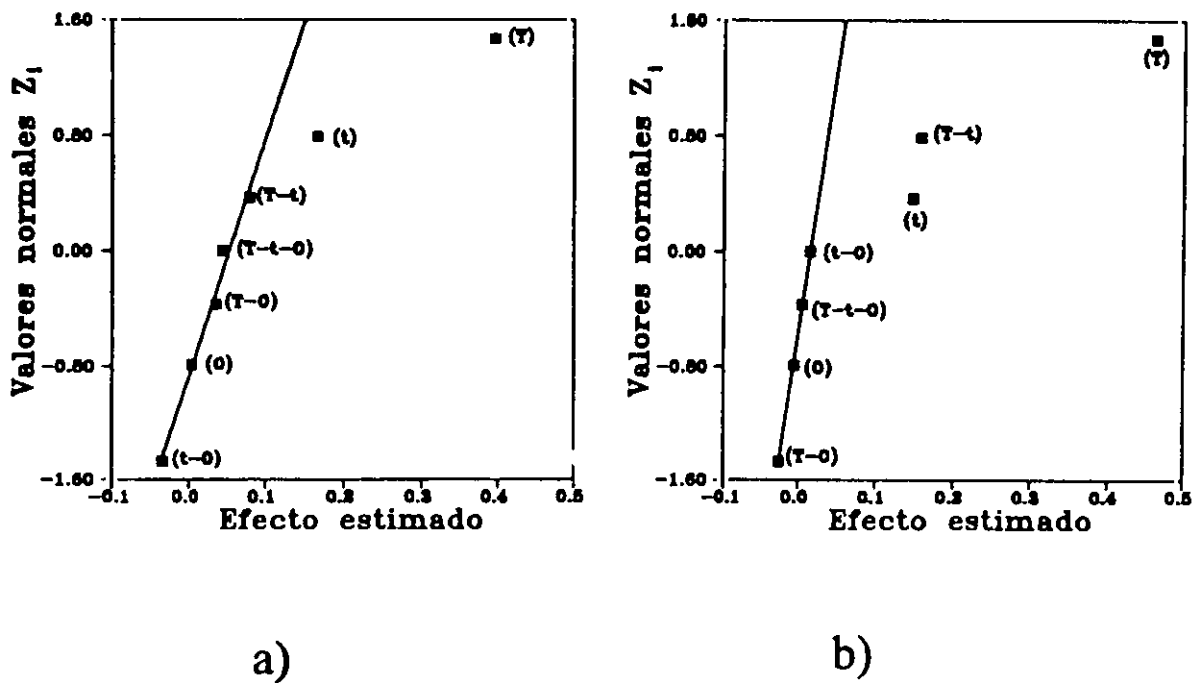 1.60
0.80
0.00
-0.80
-1.60
Valores normales Z i
(T)
(t)
(T-t)
(T-t-0)
(T-0)
(0)
(t-0)
-0.1
0.0
0.1
0.2
0.3
0.4
0.5
Efecto estimado
a)
1.60
0.80
0.00
-0.80
-1.60
Valores normales Z i
(T)
(T-t)
(t)
(t-0)
(T-t-0)
(0)
(T-0)
-0.1
0.0
0.1
0.2
0.3
0.4
0.5
Efecto estimado
b)